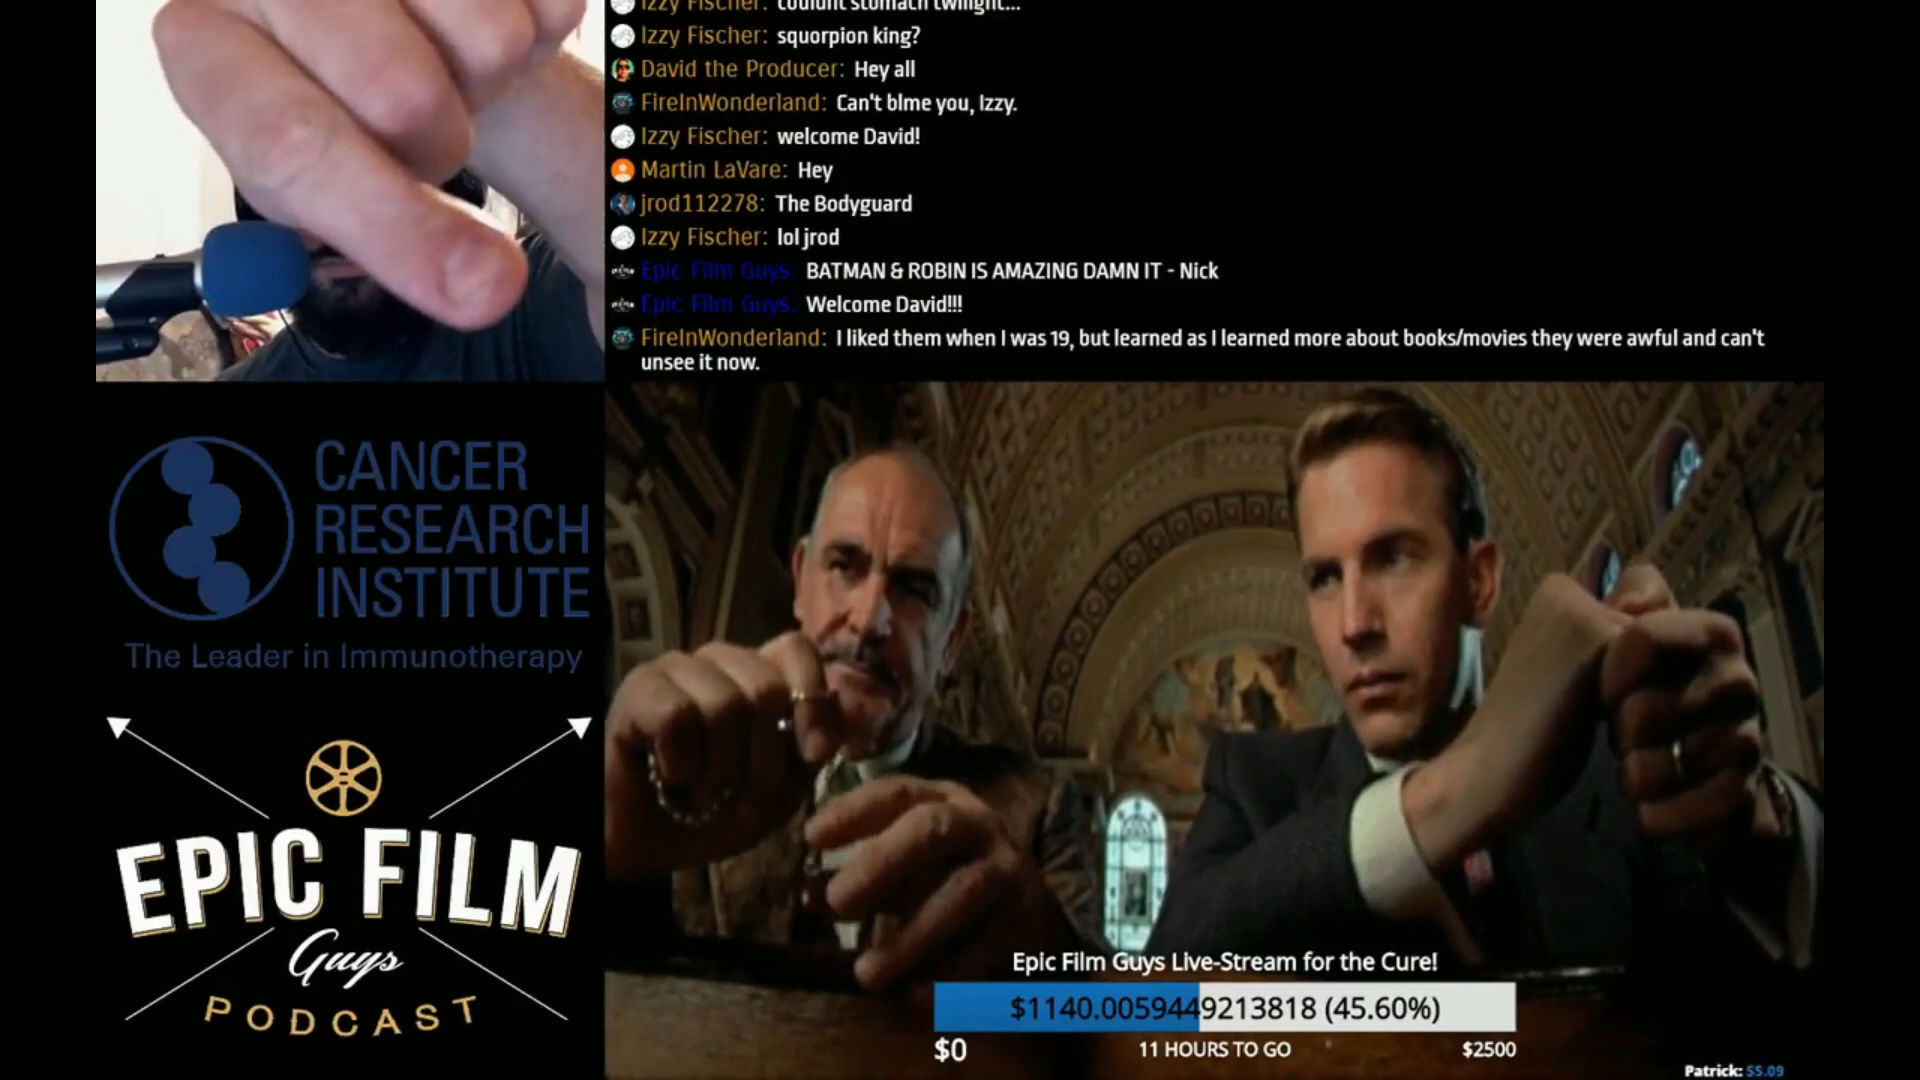 Izzy Fischer: couldnt stomach twilight...
Izzy Fischer: squorpion king?
David the Producer: Hey all
FireInWonderland: Can't blme you, Izzy.
Izzy Fischer: welcome David!
Martin LaVare: Hey
jrod112278: The Bodyguard
Izzy Fischer: lol jrod
Epic Film Guys: BATMAN & ROBIN IS AMAZING DAMN IT - Nick
Epic Film Guys: Welcome David!!!
FireInWonderland: I liked them when I was 19, but learned as I learned more about books/movies they were awful and can't
unsee it now.
CANCER
RESEARCH
INSTITUTE
The Leader in Immunotherapy
EPIC FILM
Guys
PODCAST
Epic Film Guys Live-Stream for the Cure!
$1140.0059449213818 (45.60%)
$0 11 HOURS TO GO $2500
Patrick: $5.09